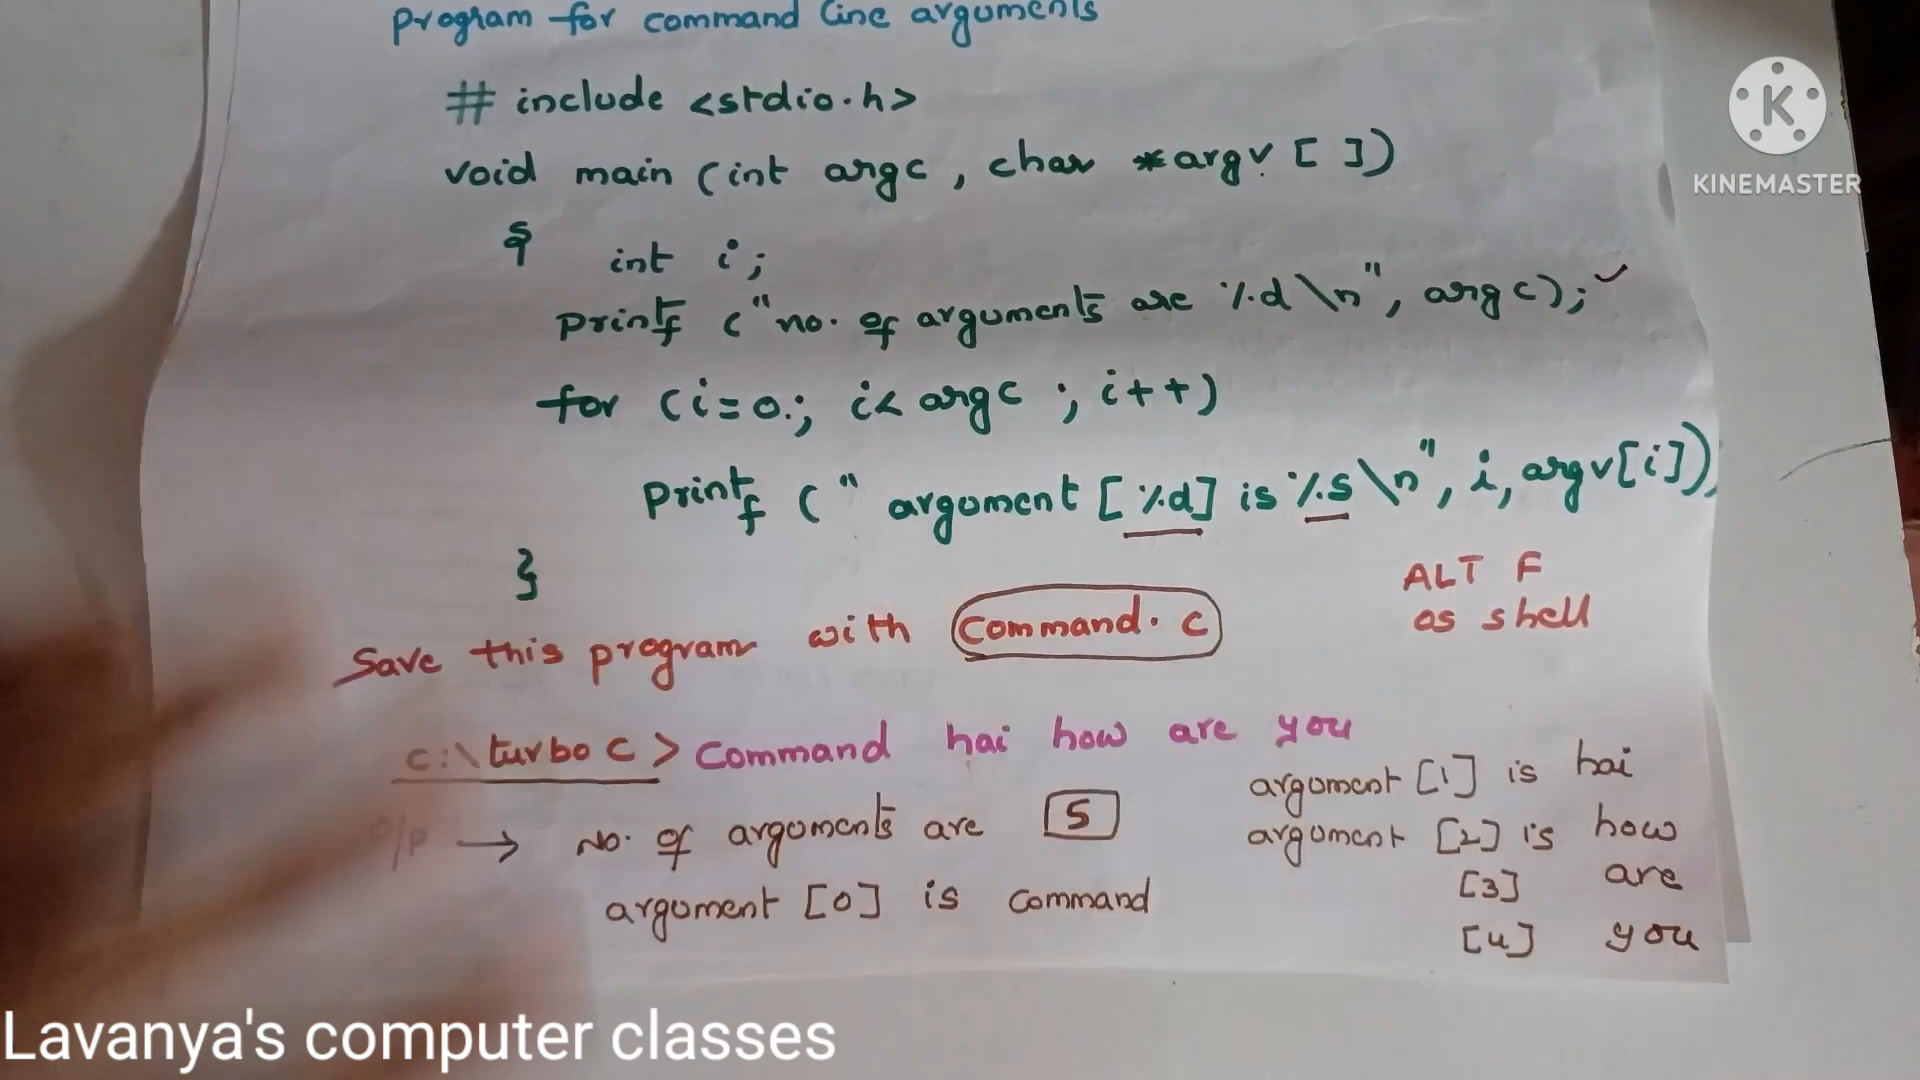 program for command line arguments
# include <stdio.h>
void main (int argc, char *argv [ ])
{ int i;
printf ("no. of arguments are %d \n", argc);
for (i=0; i< argc ; i++)
printf (" argument [%d] is %s \n", i, argv[i]);
}
Save this program with command.c
ALT F
os shell
c:\turbo c> Command hai how are you
o/p → No. of arguments are 5
argument [0] is command
argument [1] is hai
argument [2] is how
[3] are
[4] you
KINEMASTER
Lavanya's computer classes